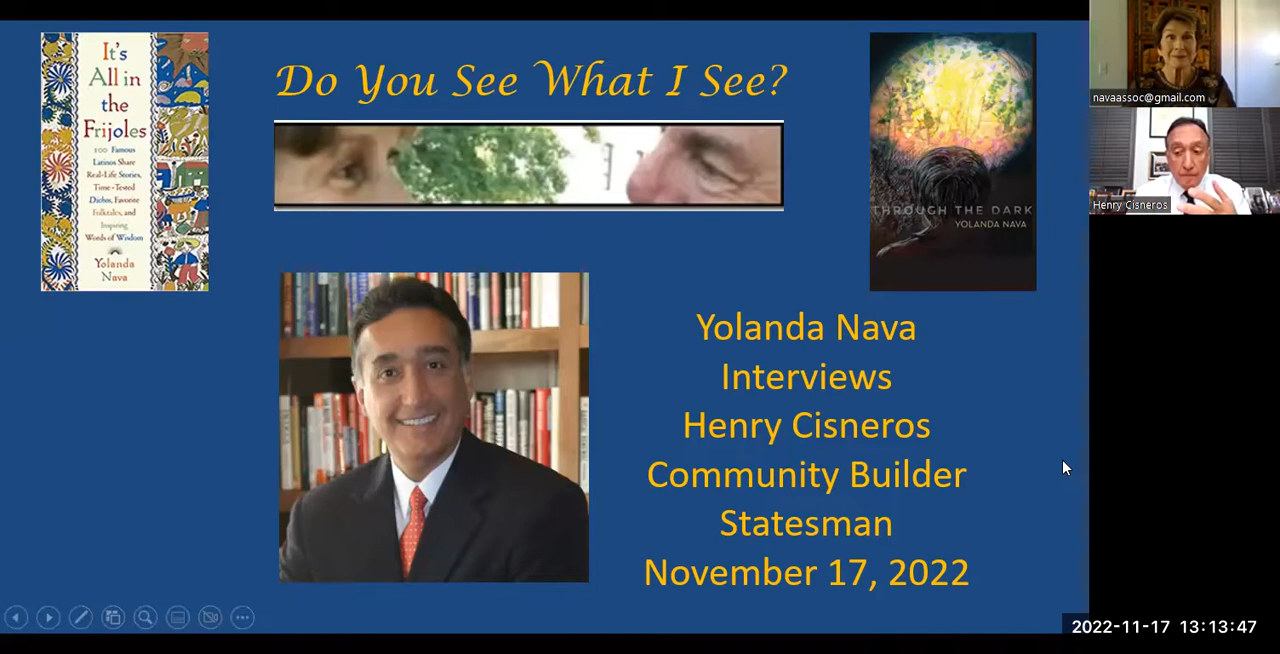 It's
All in
the
Frijoles
100 Famous
Latinos Share
Real-Life Stories,
Time-Tested
Dichos, Favorite
Folktales, and
Inspiring
Words of Wisdom
Yolanda
Nava
Do You See What I See?
THROUGH THE DARK
YOLANDA NAVA
Yolanda Nava
Interviews
Henry Cisneros
Community Builder
Statesman
November 17, 2022
navaassoc@gmail.com
Henry Cisneros
2022-11-17 13:13:47